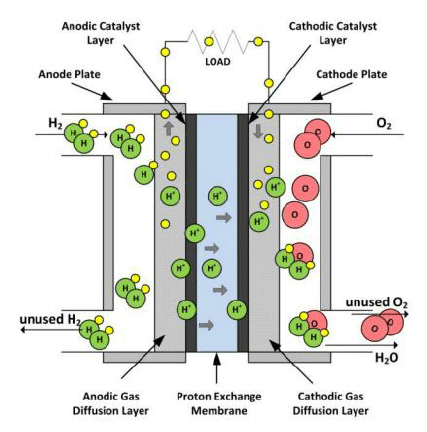 Anodic Catalyst
Layer
Cathodic Catalyst
Layer
LOAD
Anode Plate
Cathode Plate
H₂
O₂
H
H
H
H
H
O
O
H⁺
H⁺
O
H⁺
O
H⁺
H⁺
H⁺
H⁺
O
H
H
H
H
H⁺
H⁺
unused H₂
H
H
O
H
H
unused O₂
O
O
H₂O
Anodic Gas
Diffusion Layer
Proton Exchange
Membrane
Cathodic Gas
Diffusion Layer